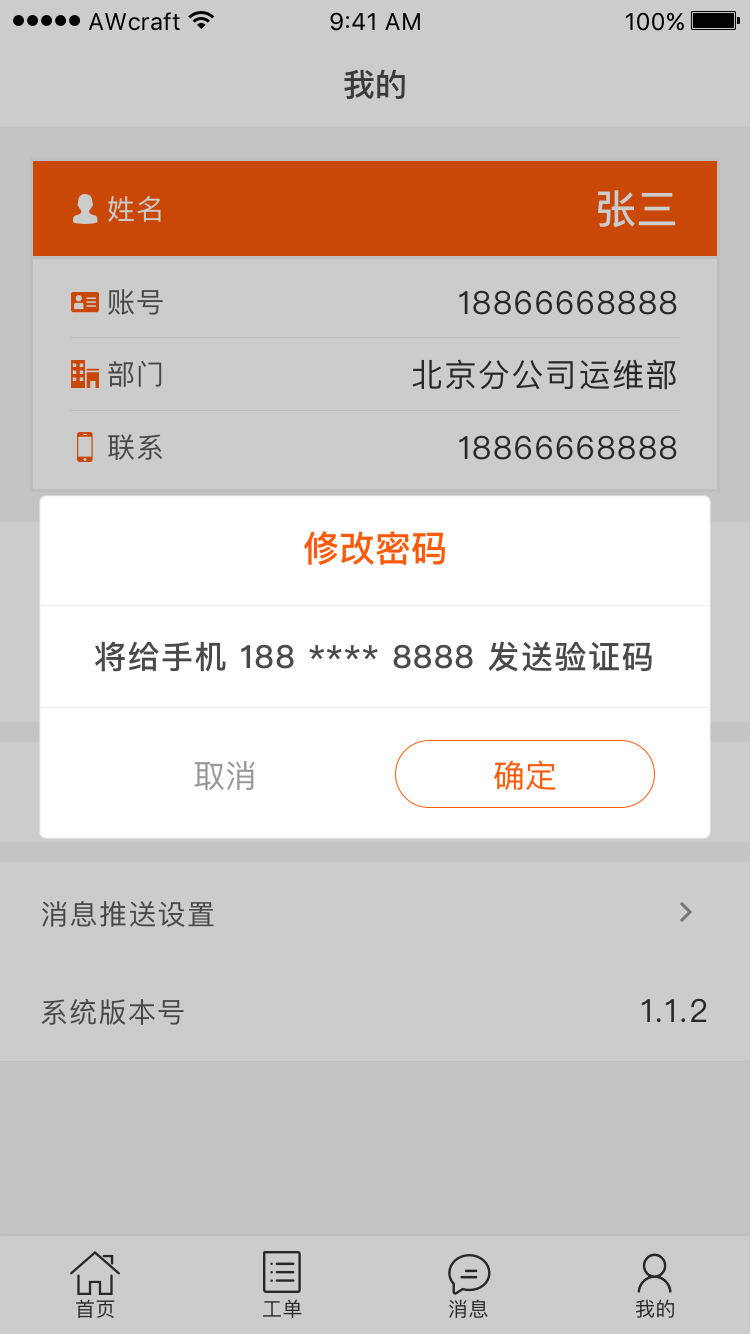 ●●●●● AWcraft 9:41 AM 100%
我的
姓名 张三
账号 18866668888
部门 北京分公司运维部
联系 18866668888
修改密码
将给手机 188 **** 8888 发送验证码
取消 确定
消息推送设置
系统版本号 1.1.2
首页 工单 消息 我的